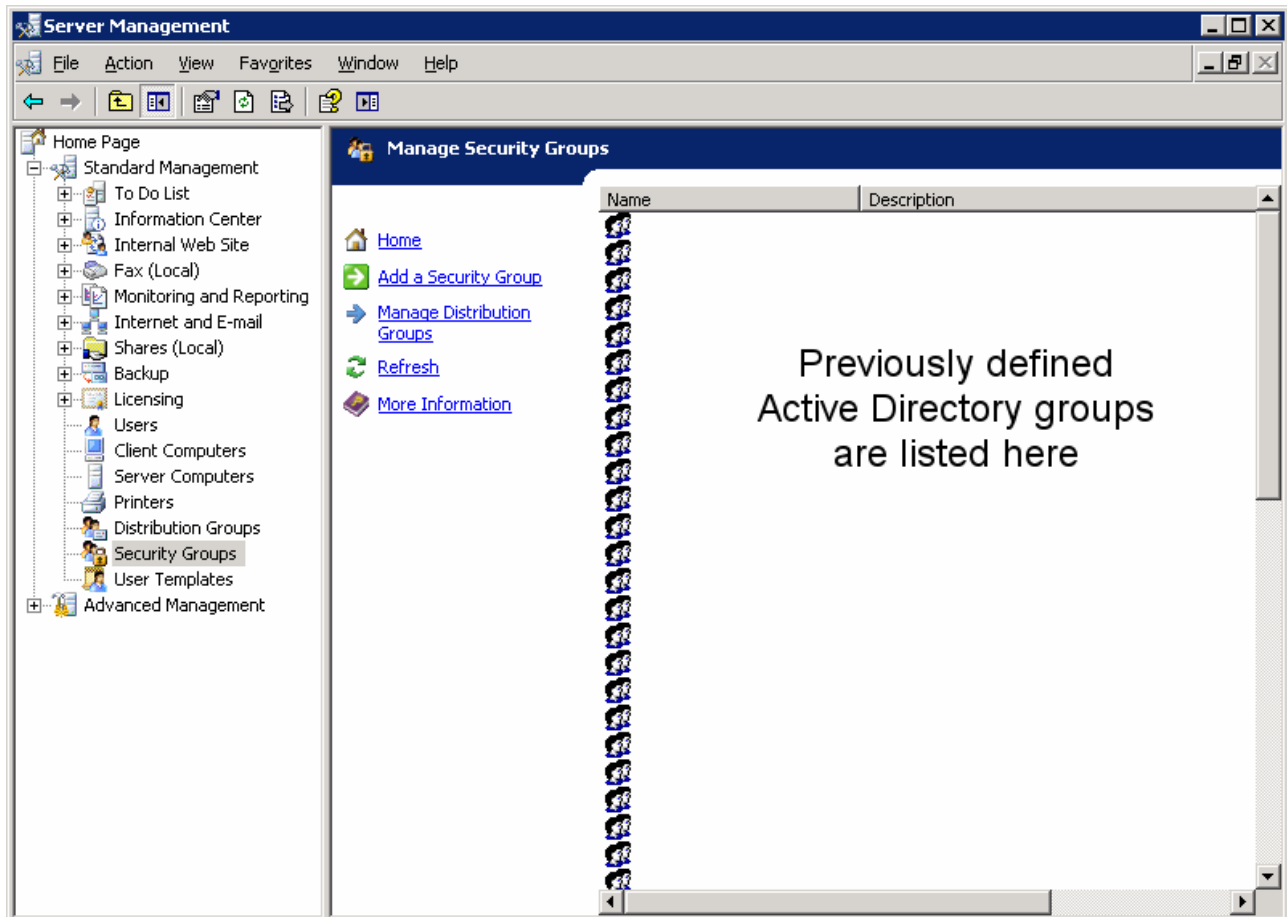 Server Management
File Action View Favorites Window Help
Home Page
Standard Management
To Do List
Information Center
Internal Web Site
Fax (Local)
Monitoring and Reporting
Internet and E-mail
Shares (Local)
Backup
Licensing
Users
Client Computers
Server Computers
Printers
Distribution Groups
Security Groups
User Templates
Advanced Management
Manage Security Groups
Home
Add a Security Group
Manage Distribution
Groups
Refresh
More Information
Name Description
Previously defined
Active Directory groups
are listed here